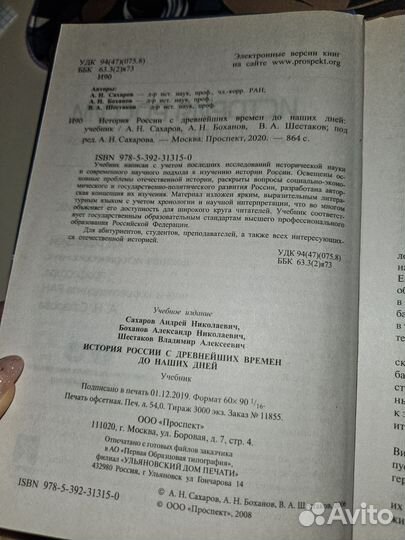 УДК 94(47)(075.8)
ББК 63.3(2)я73
И90
Электронные версии книг
на сайте www.prospekt.org.
Авторы:
А. Н. Сахаров — д-р ист. наук, проф., чл.-корр. РАН;
А. Н. Боханов — д-р ист. наук, проф.;
В. А. Шестаков — д-р ист. наук, проф.
И90 История России с древнейших времен до наших дней:
учебник / А. Н. Сахаров, А. Н. Боханов, В. А. Шестаков; под
ред. А. Н. Сахарова. — Москва: Проспект, 2020. — 864 с.
ISBN 978-5-392-31315-0
Учебник написан с учетом последних исследований исторической науки
и современного научного подхода к изучению истории России. Освещены ос-
новные проблемы отечественной истории, раскрыты вопросы социально-эконо-
мического и государственно-политического развития России, разработана автор-
ская концепция их изучения. Материал изложен ярким, выразительным литера-
турным языком с учетом хронологии и научной интерпретации, что во многом
объясняет его доступность для широкого круга читателей. Учебник соответст-
вует государственным образовательным стандартам высшего профессионального
образования Российской Федерации.
Для абитуриентов, студентов, преподавателей, а также всех интересующих-
ся отечественной историей.
УДК 94(47)(075.8)
ББК 63.3(2)я73
Учебное издание
Сахаров Андрей Николаевич,
Боханов Александр Николаевич,
Шестаков Владимир Алексеевич
ИСТОРИЯ РОССИИ С ДРЕВНЕЙШИХ ВРЕМЕН
ДО НАШИХ ДНЕЙ
Учебник
Подписано в печать 01.12.2019. Формат 60×90 1/16.
Печать офсетная. Печ. л. 54,0. Тираж 3000 экз. Заказ № 11855.
ООО «Проспект»
111020, г. Москва, ул. Боровая, д. 7, стр. 4.
Отпечатано с готовых файлов заказчика
в АО «Первая Образцовая типография»,
филиал «УЛЬЯНОВСКИЙ ДОМ ПЕЧАТИ»
432980, Россия, г. Ульяновск, ул. Гончарова, 14
ISBN 978-5-392-31315-0
© А. Н. Сахаров, А. Н. Боханов, В. А. Шестаков,
© ООО «Проспект», 2008
Avito